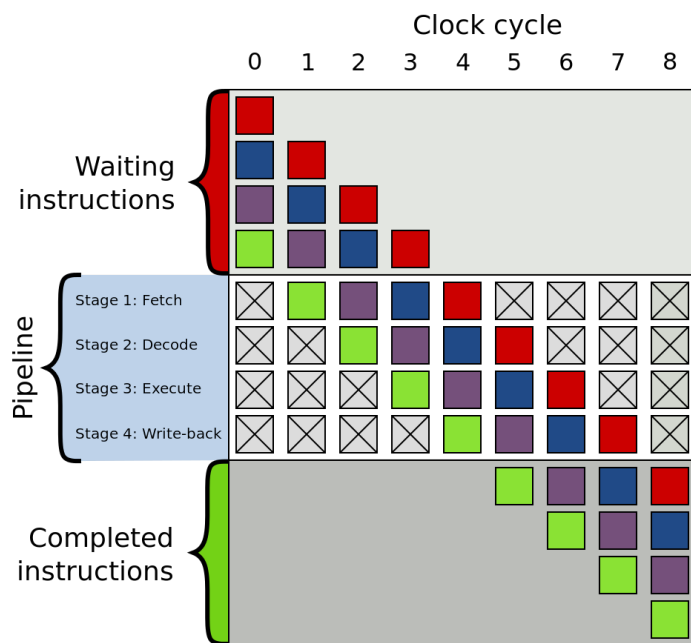 Clock cycle
0 1 2 3 4 5 6 7 8
Waiting
instructions
Pipeline
Stage 1: Fetch
Stage 2: Decode
Stage 3: Execute
Stage 4: Write-back
Completed
instructions